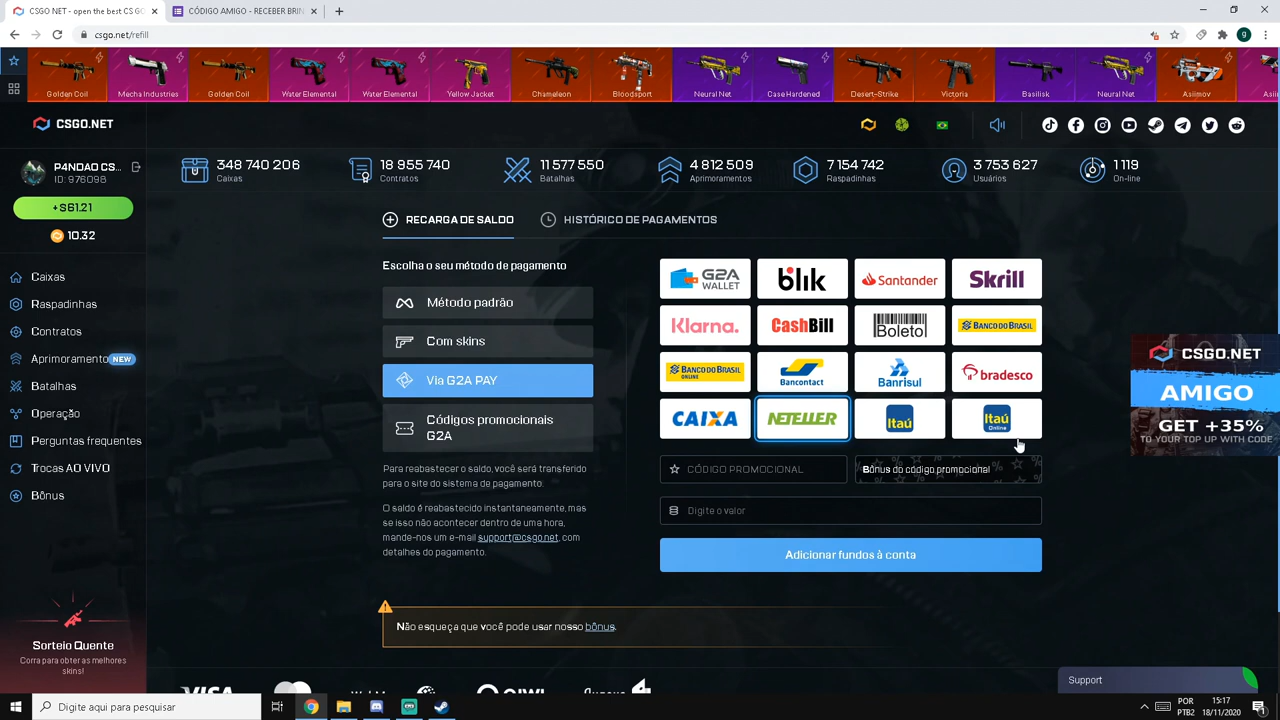 CSGO NET - open the best CS GO
CÓDIGO AMIGO - RECEBER BRIN
csgo.net/refill
Golden Coil
Mecha Industries
Golden Coil
Water Elemental
Water Elemental
Yellow Jacket
Chameleon
Bloodsport
Neural Net
Case Hardened
Desert-Strike
Victoria
Basilisk
Neural Net
Asiimov
Asii
CSGO.NET
P4NDAO CS...
ID: 976098
+$61.21
10.32
348 740 206
Caixas
18 955 740
Contratos
11 577 550
Batalhas
4 812 509
Aprimoramentos
7 154 742
Raspadinhas
3 753 627
Usuários
1 119
On-line
Caixas
Raspadinhas
Contratos
Aprimoramento NEW
Batalhas
Operação
Perguntas frequentes
Trocas AO VIVO
Bônus
Sorteio Quente
Corra para obter as melhores
skins!
RECARGA DE SALDO
HISTÓRICO DE PAGAMENTOS
Escolha o seu método de pagamento
Método padrão
Com skins
Via G2A PAY
Códigos promocionais
G2A
Para reabastecer o saldo, você será transferido
para o site do sistema de pagamento.
O saldo é reabastecido instantaneamente, mas
se isso não acontecer dentro de uma hora,
mande-nos um e-mail support@csgo.net, com
detalhes do pagamento.
G2A WALLET
blik
Santander
Skrill
Klarna.
CashBill
Boleto
BANCO DO BRASIL
BANCO DO BRASIL ONLINE
Bancontact
Banrisul
bradesco
CAIXA
NETELLER
Itaú
Itaú Online
CÓDIGO PROMOCIONAL
Bônus do código promocional
Digite o valor
Adicionar fundos à conta
Não esqueça que você pode usar nosso bônus.
CSGO.NET
AMIGO
GET +35%
TO YOUR TOP UP WITH CODE
VISA
QIWI
Support
Digite aqui para pesquisar
POR
PTB2
15:17
18/11/2020